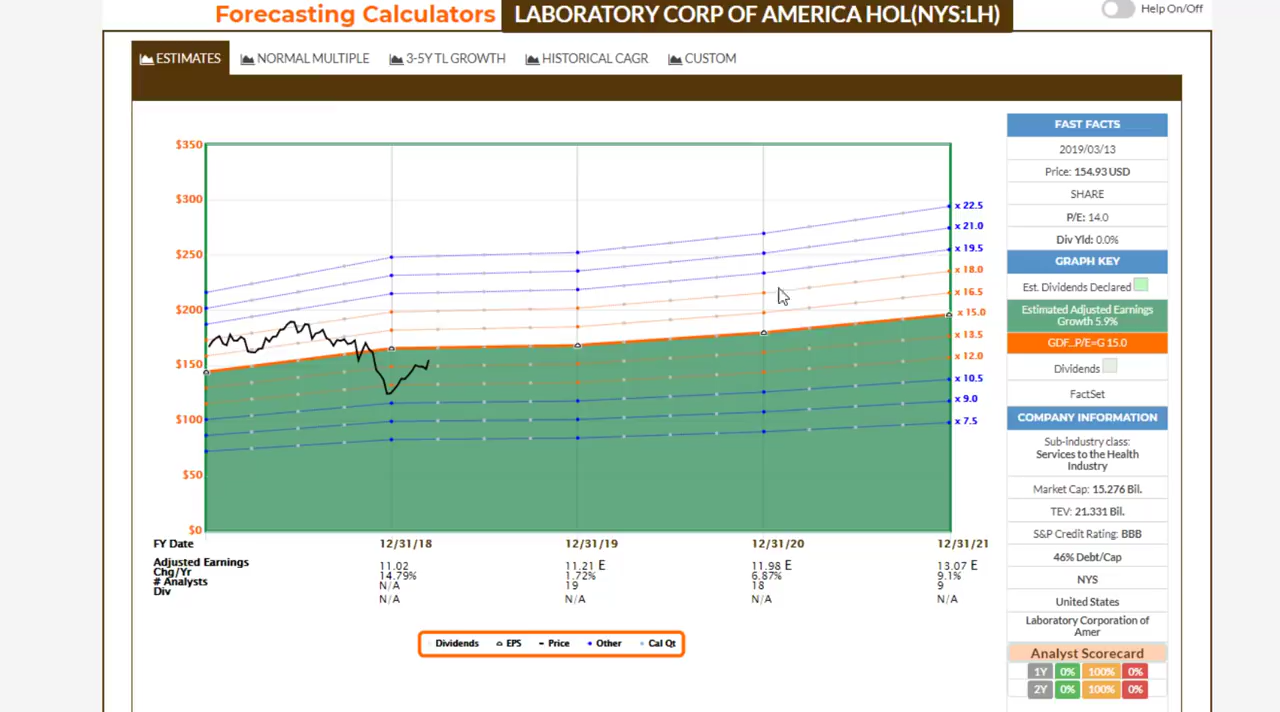 Forecasting Calculators
LABORATORY CORP OF AMERICA HOL(NYS:LH)
Help On/Off
ESTIMATES
NORMAL MULTIPLE
3-5Y TL GROWTH
HISTORICAL CAGR
CUSTOM
$350
$300
$250
$200
$150
$100
$50
$0
x 22.5
x 21.0
x 19.5
x 18.0
x 16.5
x 15.0
x 13.5
x 12.0
x 10.5
x 9.0
x 7.5
FY Date 12/31/18 12/31/19 12/31/20 12/31/21
Adjusted Earnings 11.02 11.21 E 11.98 E 13.07 E
Chg/Yr 14.79% 1.72% 6.87% 9.1%
# Analysts N/A 19 18 9
Div N/A N/A N/A N/A
Dividends EPS Price Other Cal Qt
FAST FACTS
2019/03/13
Price: 154.93 USD
SHARE
P/E: 14.0
Div Yld: 0.0%
GRAPH KEY
Est. Dividends Declared
Estimated Adjusted Earnings
Growth 5.9%
GDF..P/E=G 15.0
Dividends
FactSet
COMPANY INFORMATION
Sub-industry class:
Services to the Health
Industry
Market Cap: 15.276 Bil.
TEV: 21.331 Bil.
S&P Credit Rating: BBB
46% Debt/Cap
NYS
United States
Laboratory Corporation of
Amer
Analyst Scorecard
1Y 0% 100% 0%
2Y 0% 100% 0%